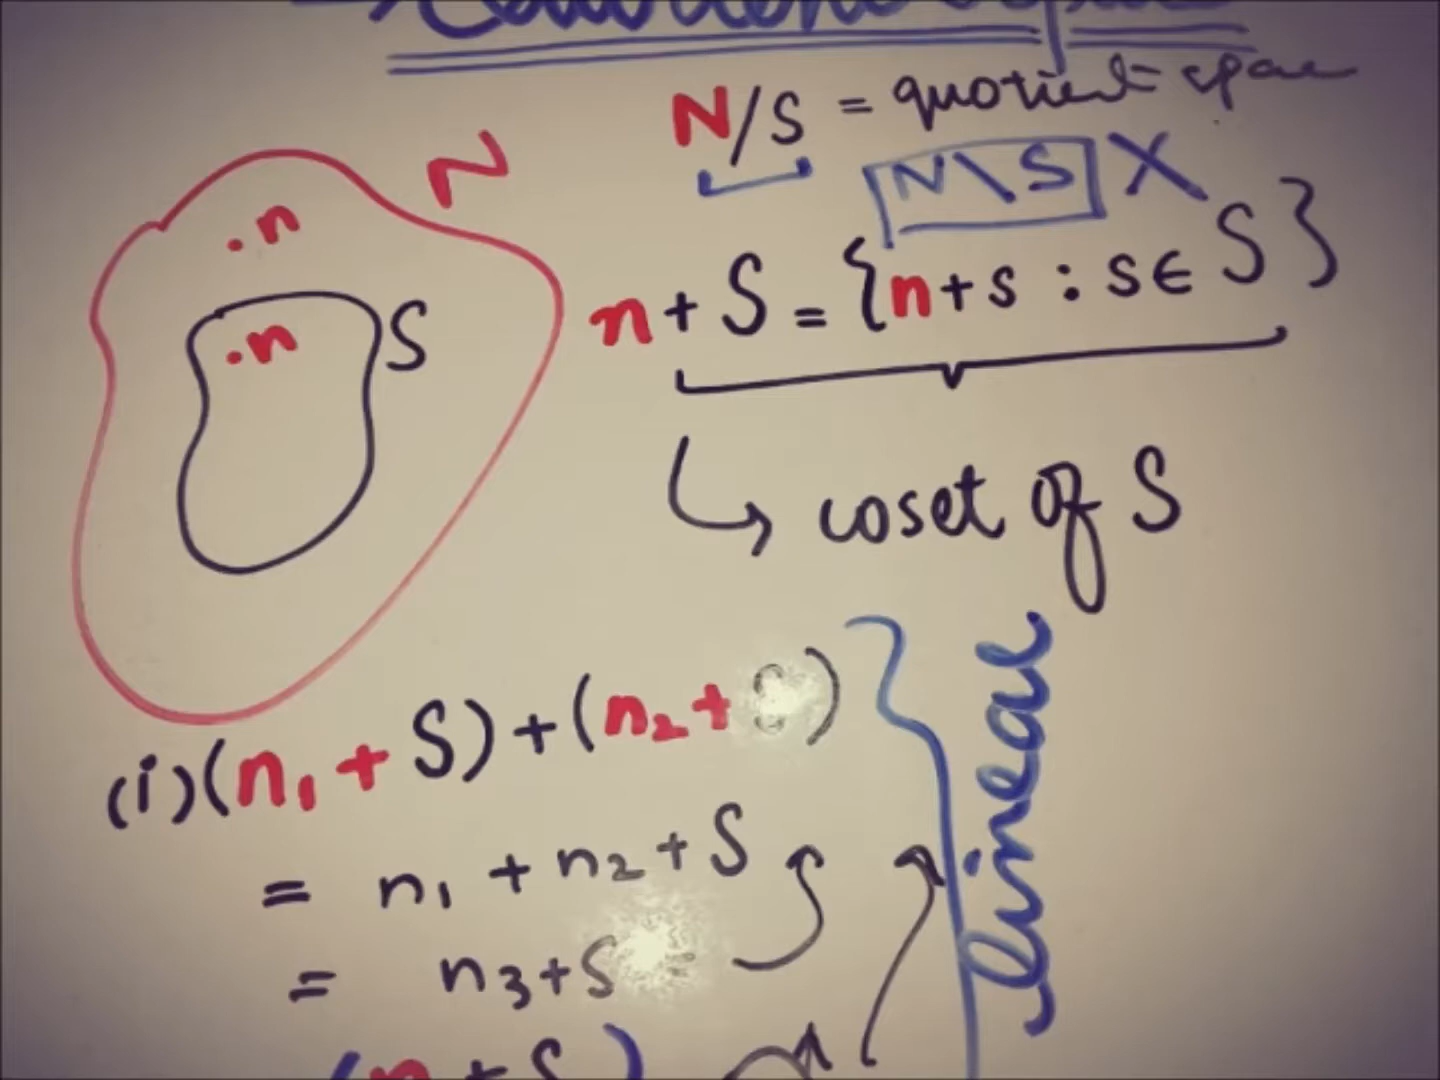 N/S = quotient space
N\S X
N
.n
.n
S
n + S = {n+s : s∈ S}
coset of S
(i)(n₁ + S)+(n₂+ S)
= n₁ + n₂ + S
= n₃+S
linear
(n + S)